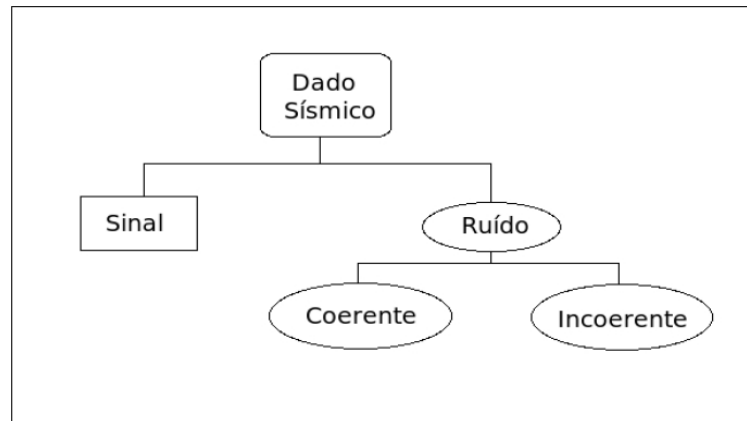 Dado
Sísmico
Sinal
Ruído
Coerente
Incoerente